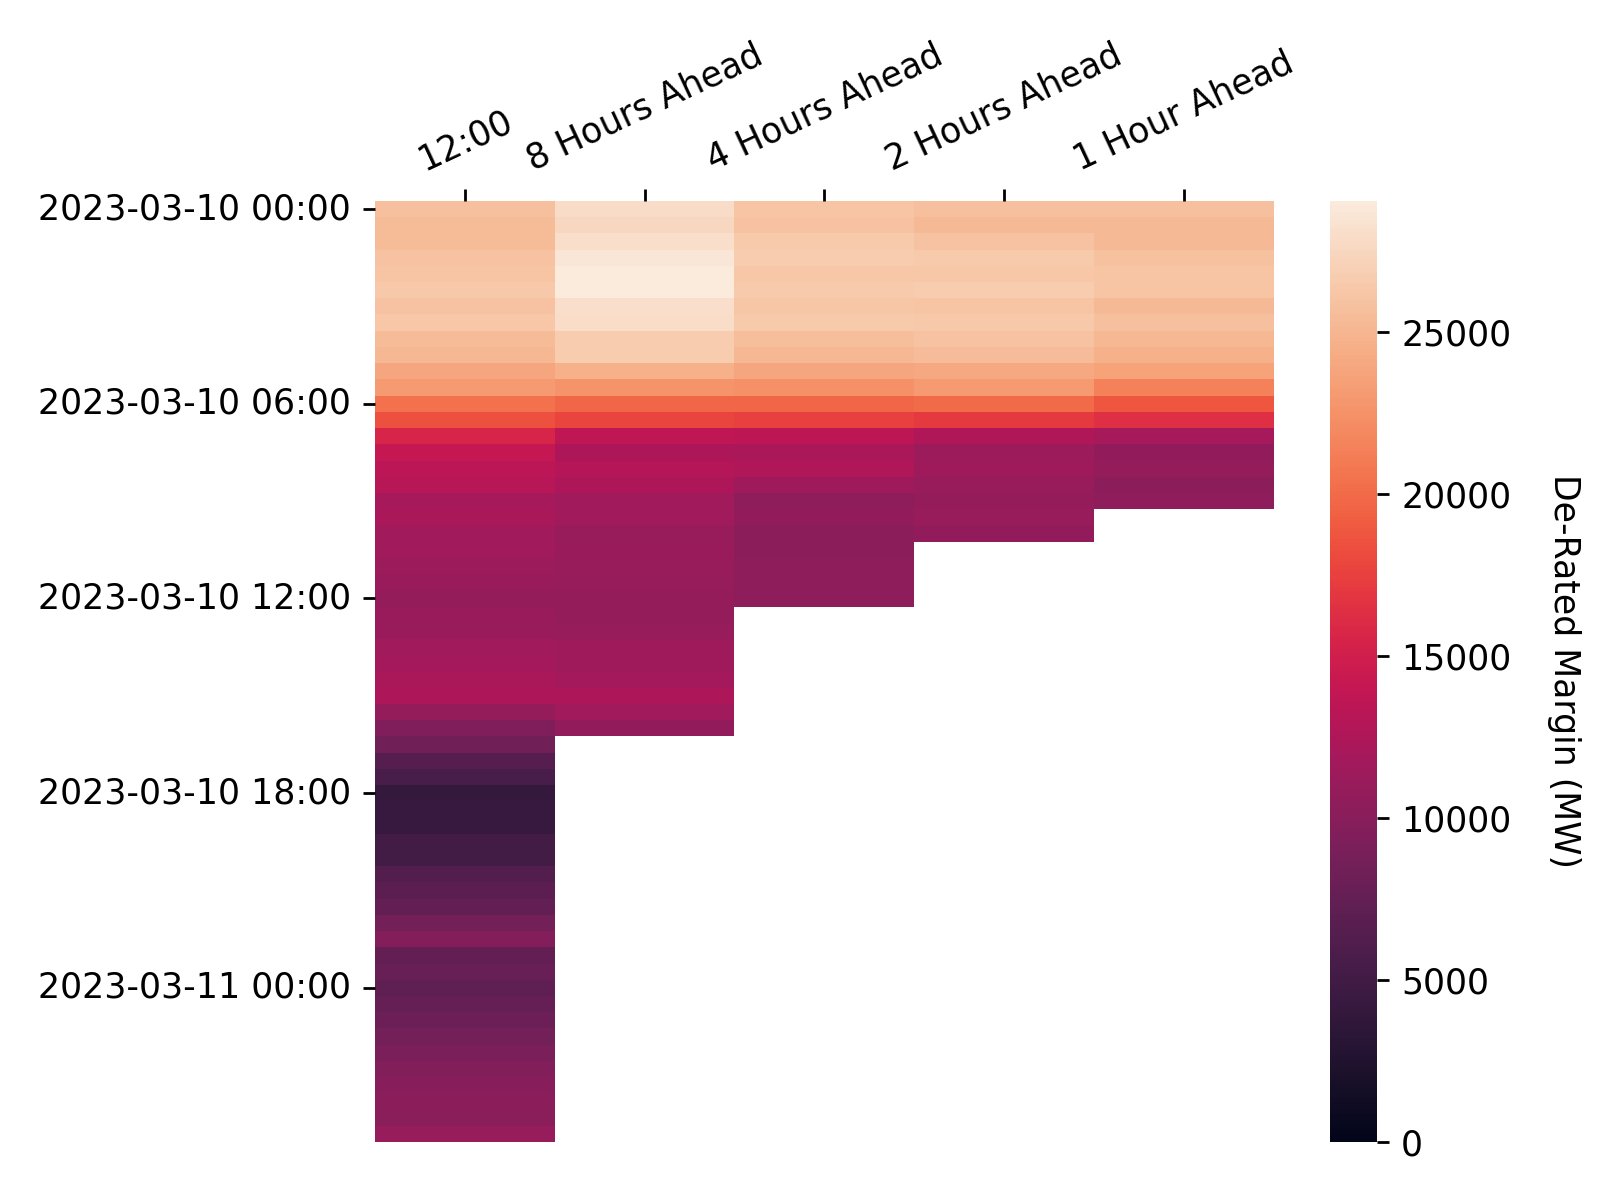 12:00
8 Hours Ahead
4 Hours Ahead
2 Hours Ahead
1 Hour Ahead
2023-03-10 00:00
2023-03-10 06:00
2023-03-10 12:00
2023-03-10 18:00
2023-03-11 00:00
25000
20000
15000
10000
5000
0
De-Rated Margin (MW)